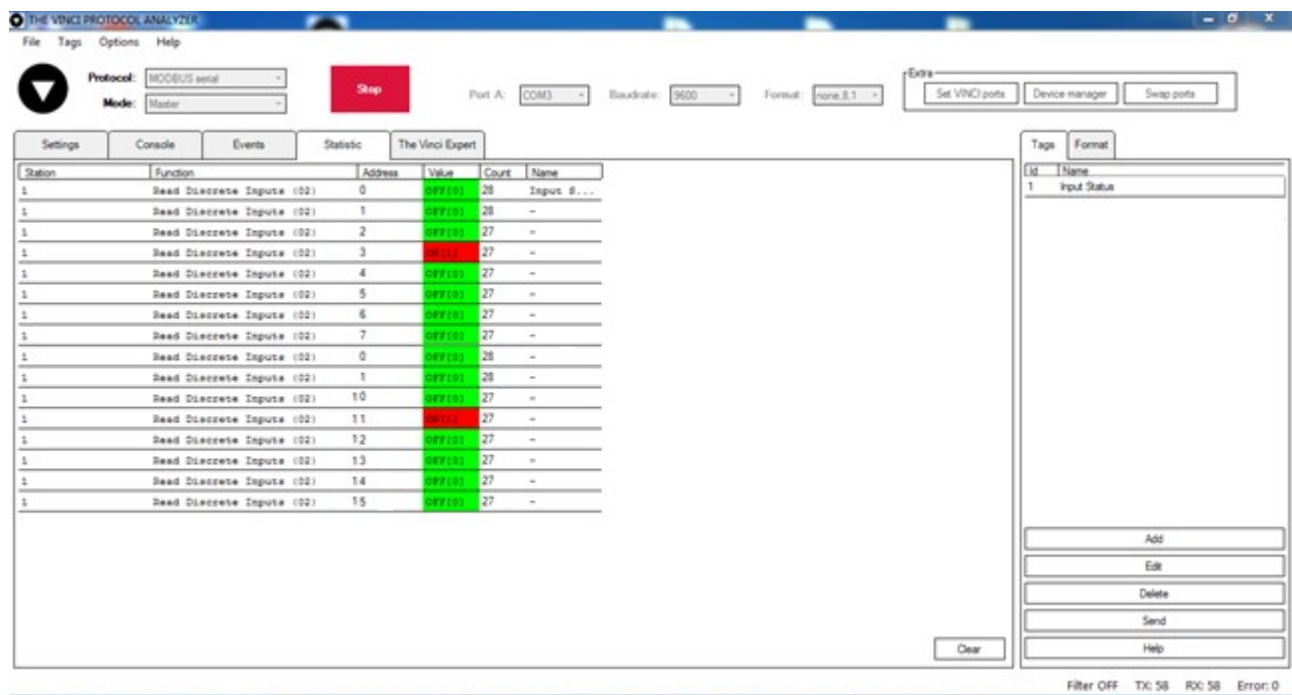 THE VINCI PROTOCOL ANALYZER
File Tags Options Help
Protocol: MODBUS serial
Mode: Master
Stop
Port A: COM3 Baudrate: 9600 Format: none,8,1
Extra
Set VINCI ports Device manager Swap ports
Settings Console Events Statistic The Vinci Expert
Station Function Address Value Count Name
1 Read Discrete Inputs (02) 0 OFF[0] 28 Input S...
1 Read Discrete Inputs (02) 1 OFF[0] 28 -
1 Read Discrete Inputs (02) 2 OFF[0] 27 -
1 Read Discrete Inputs (02) 3 ON[1] 27 -
1 Read Discrete Inputs (02) 4 OFF[0] 27 -
1 Read Discrete Inputs (02) 5 OFF[0] 27 -
1 Read Discrete Inputs (02) 6 OFF[0] 27 -
1 Read Discrete Inputs (02) 7 OFF[0] 27 -
1 Read Discrete Inputs (02) 0 OFF[0] 28 -
1 Read Discrete Inputs (02) 1 OFF[0] 28 -
1 Read Discrete Inputs (02) 10 OFF[0] 27 -
1 Read Discrete Inputs (02) 11 ON[1] 27 -
1 Read Discrete Inputs (02) 12 OFF[0] 27 -
1 Read Discrete Inputs (02) 13 OFF[0] 27 -
1 Read Discrete Inputs (02) 14 OFF[0] 27 -
1 Read Discrete Inputs (02) 15 OFF[0] 27 -
Clear
Tags Format
Id Name
1 Input Status
Add
Edit
Delete
Send
Help
Filter OFF TX: 58 RX: 58 Error: 0